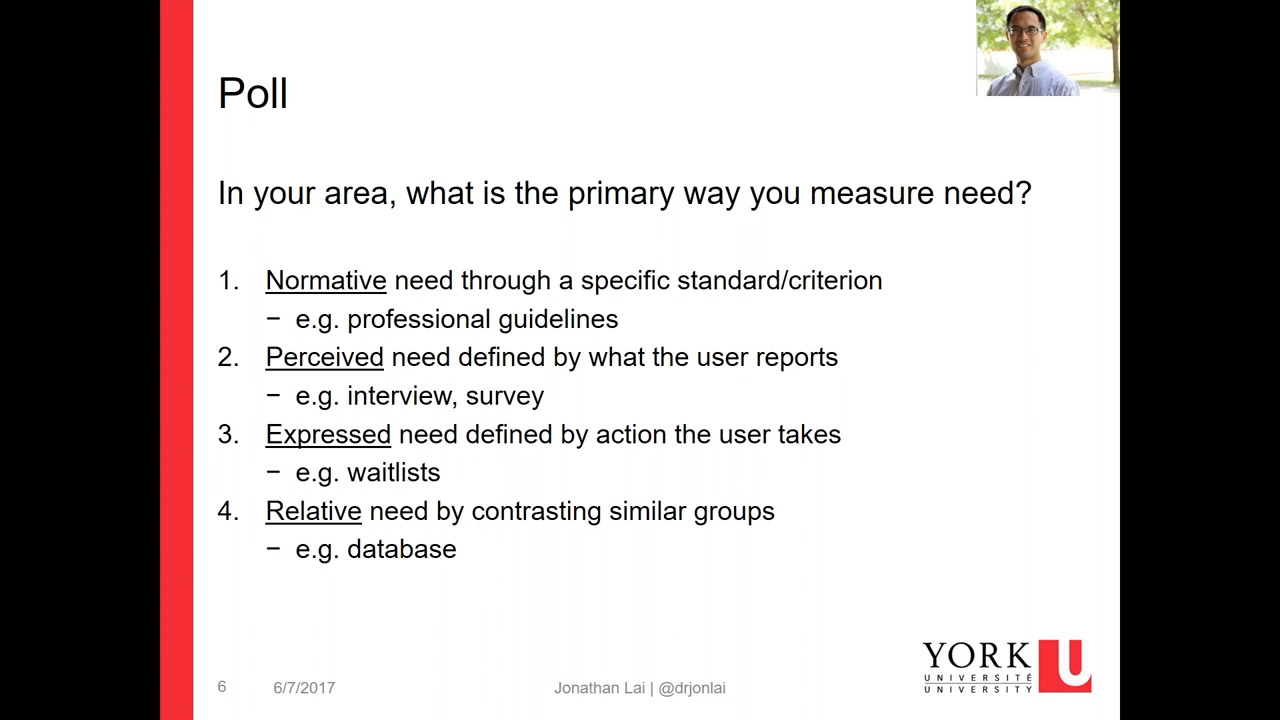 Poll
In your area, what is the primary way you measure need?
1. Normative need through a specific standard/criterion
− e.g. professional guidelines
2. Perceived need defined by what the user reports
− e.g. interview, survey
3. Expressed need defined by action the user takes
− e.g. waitlists
4. Relative need by contrasting similar groups
− e.g. database
YORK U
UNIVERSITÉ
UNIVERSITY
6 6/7/2017 Jonathan Lai | @drjonlai